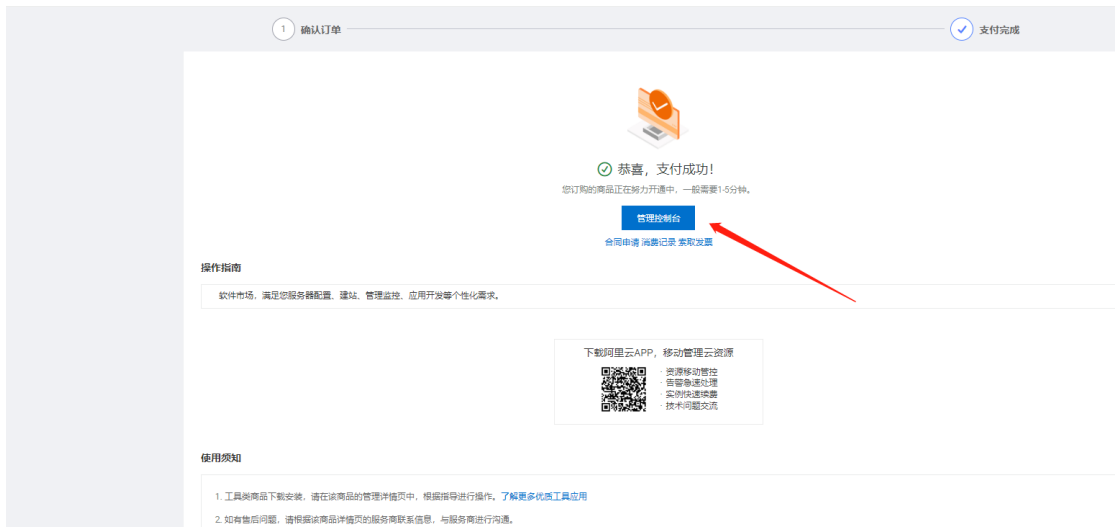 1 确认订单
支付完成
恭喜，支付成功！
您订购的商品正在努力开通中，一般需要1-5分钟。
管理控制台
合同申请 消费记录 索取发票
操作指南
软件市场，满足您服务器配置、建站、管理监控、应用开发等个性化需求。
下载阿里云APP，移动管理云资源
· 资源移动管控
· 告警急速处理
· 实例快速续费
· 技术问题交流
使用须知
1. 工具类商品下载安装，请在该商品的管理详情页中，根据指导进行操作。了解更多优质工具应用
2. 如有售后问题，请根据该商品详情页的服务商联系信息，与服务商进行沟通。